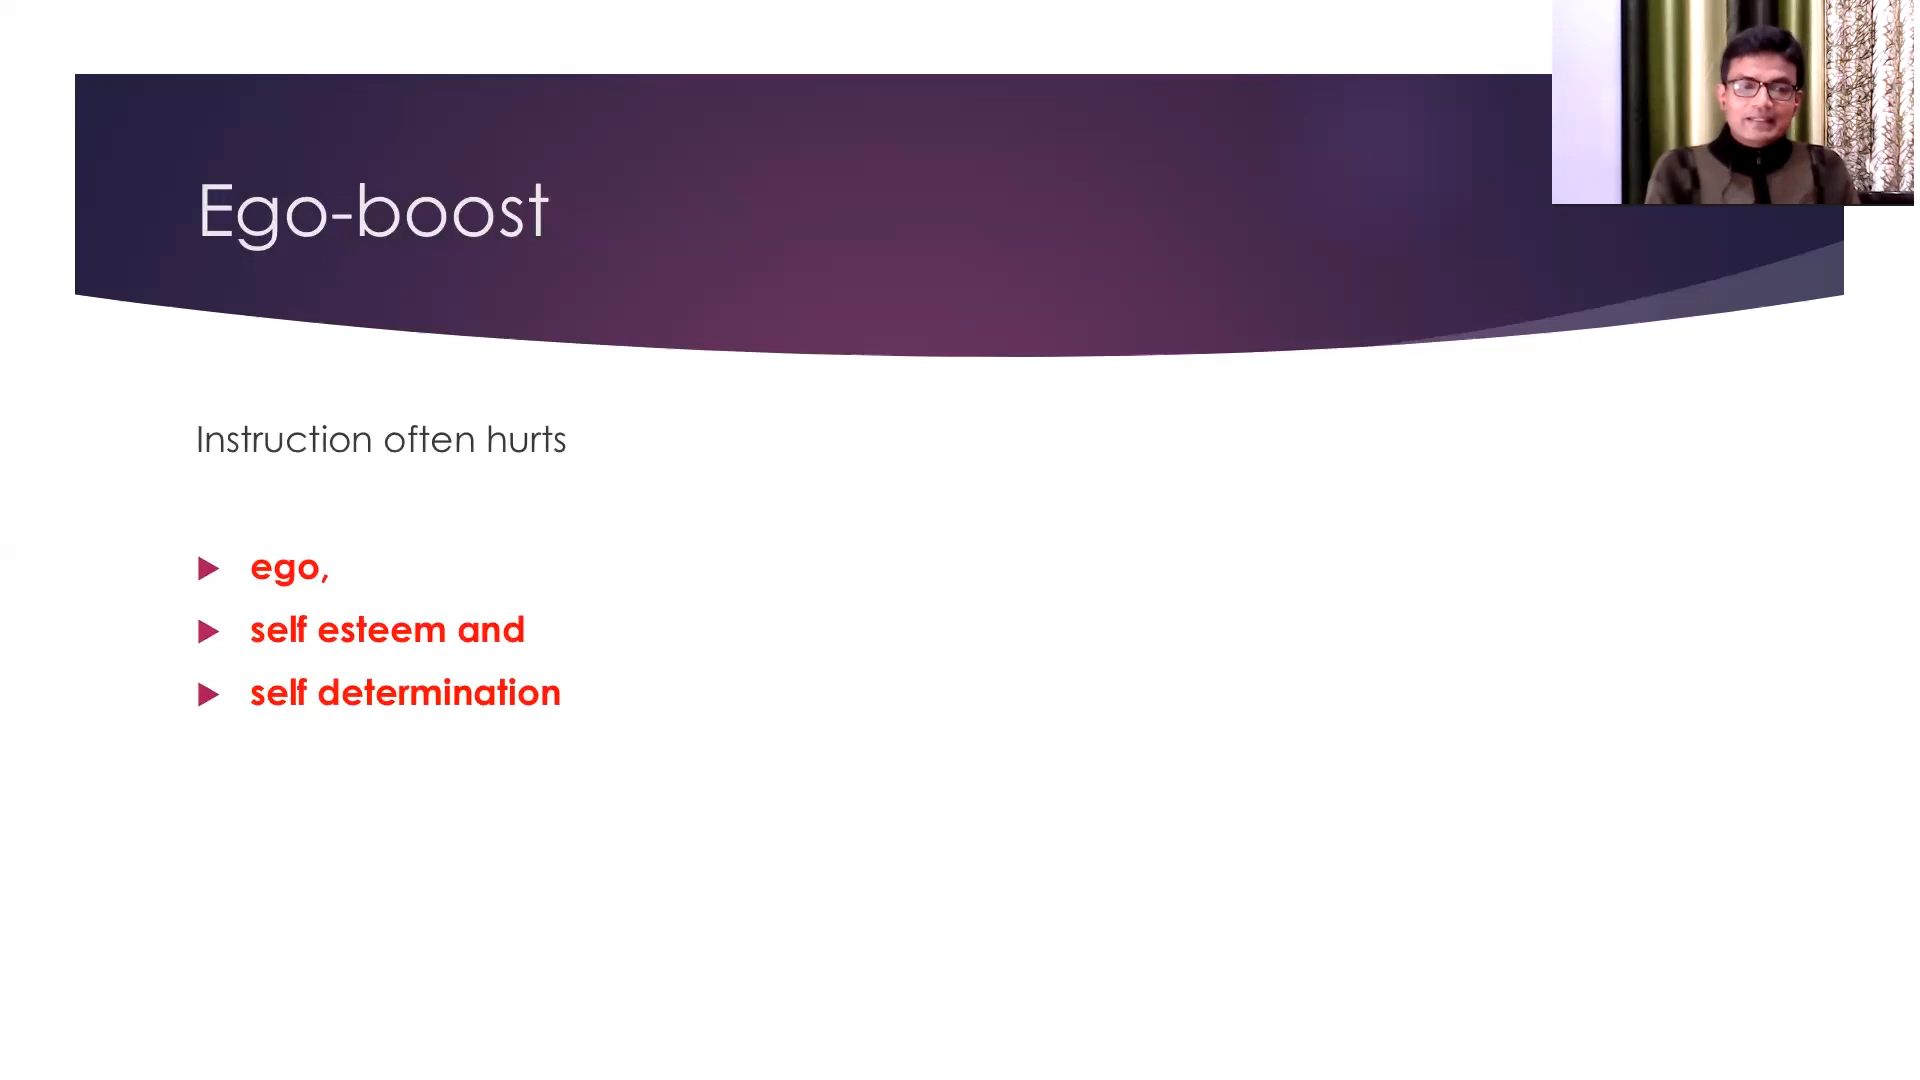 Ego-boost
Instruction often hurts
ego,
self esteem and
self determination